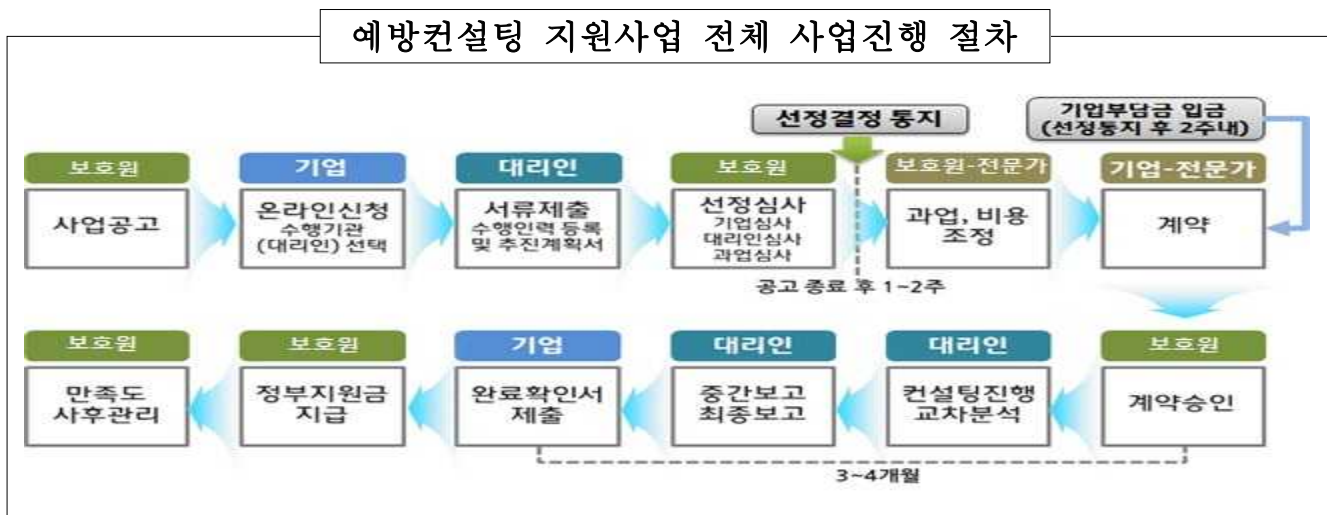 예방컨설팅 지원사업 전체 사업진행 절차
선정결정 통지
기업부담금 입금
(선정통지 후 2주내)
보호원
사업공고
기업
온라인신청
수행기관
(대리인) 선택
대리인
서류제출
수행인력 등록
및 추진계획서
보호원
선정심사
기업심사
대리인심사
과업심사
보호원-전문가
과업, 비용
조정
기업-전문가
계약
공고 종료 후 1~2주
보호원
만족도
사후관리
보호원
정부지원금
지급
기업
완료확인서
제출
대리인
중간보고
최종보고
대리인
컨설팅진행
교차분석
보호원
계약승인
3~4개월